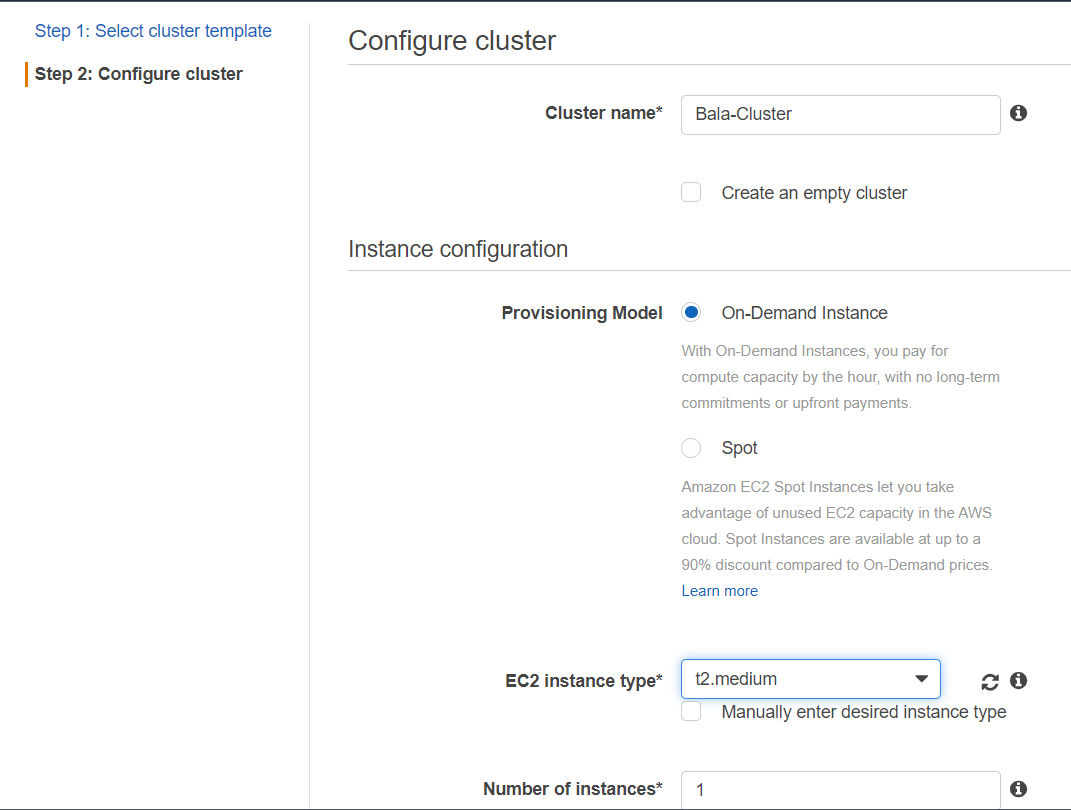 Step 1: Select cluster template
Step 2: Configure cluster
Configure cluster
Cluster name*
Bala-Cluster
Create an empty cluster
Instance configuration
Provisioning Model
On-Demand Instance
With On-Demand Instances, you pay for
compute capacity by the hour, with no long-term
commitments or upfront payments.
Spot
Amazon EC2 Spot Instances let you take
advantage of unused EC2 capacity in the AWS
cloud. Spot Instances are available at up to a
90% discount compared to On-Demand prices.
Learn more
EC2 instance type*
t2.medium
Manually enter desired instance type
Number of instances*
1